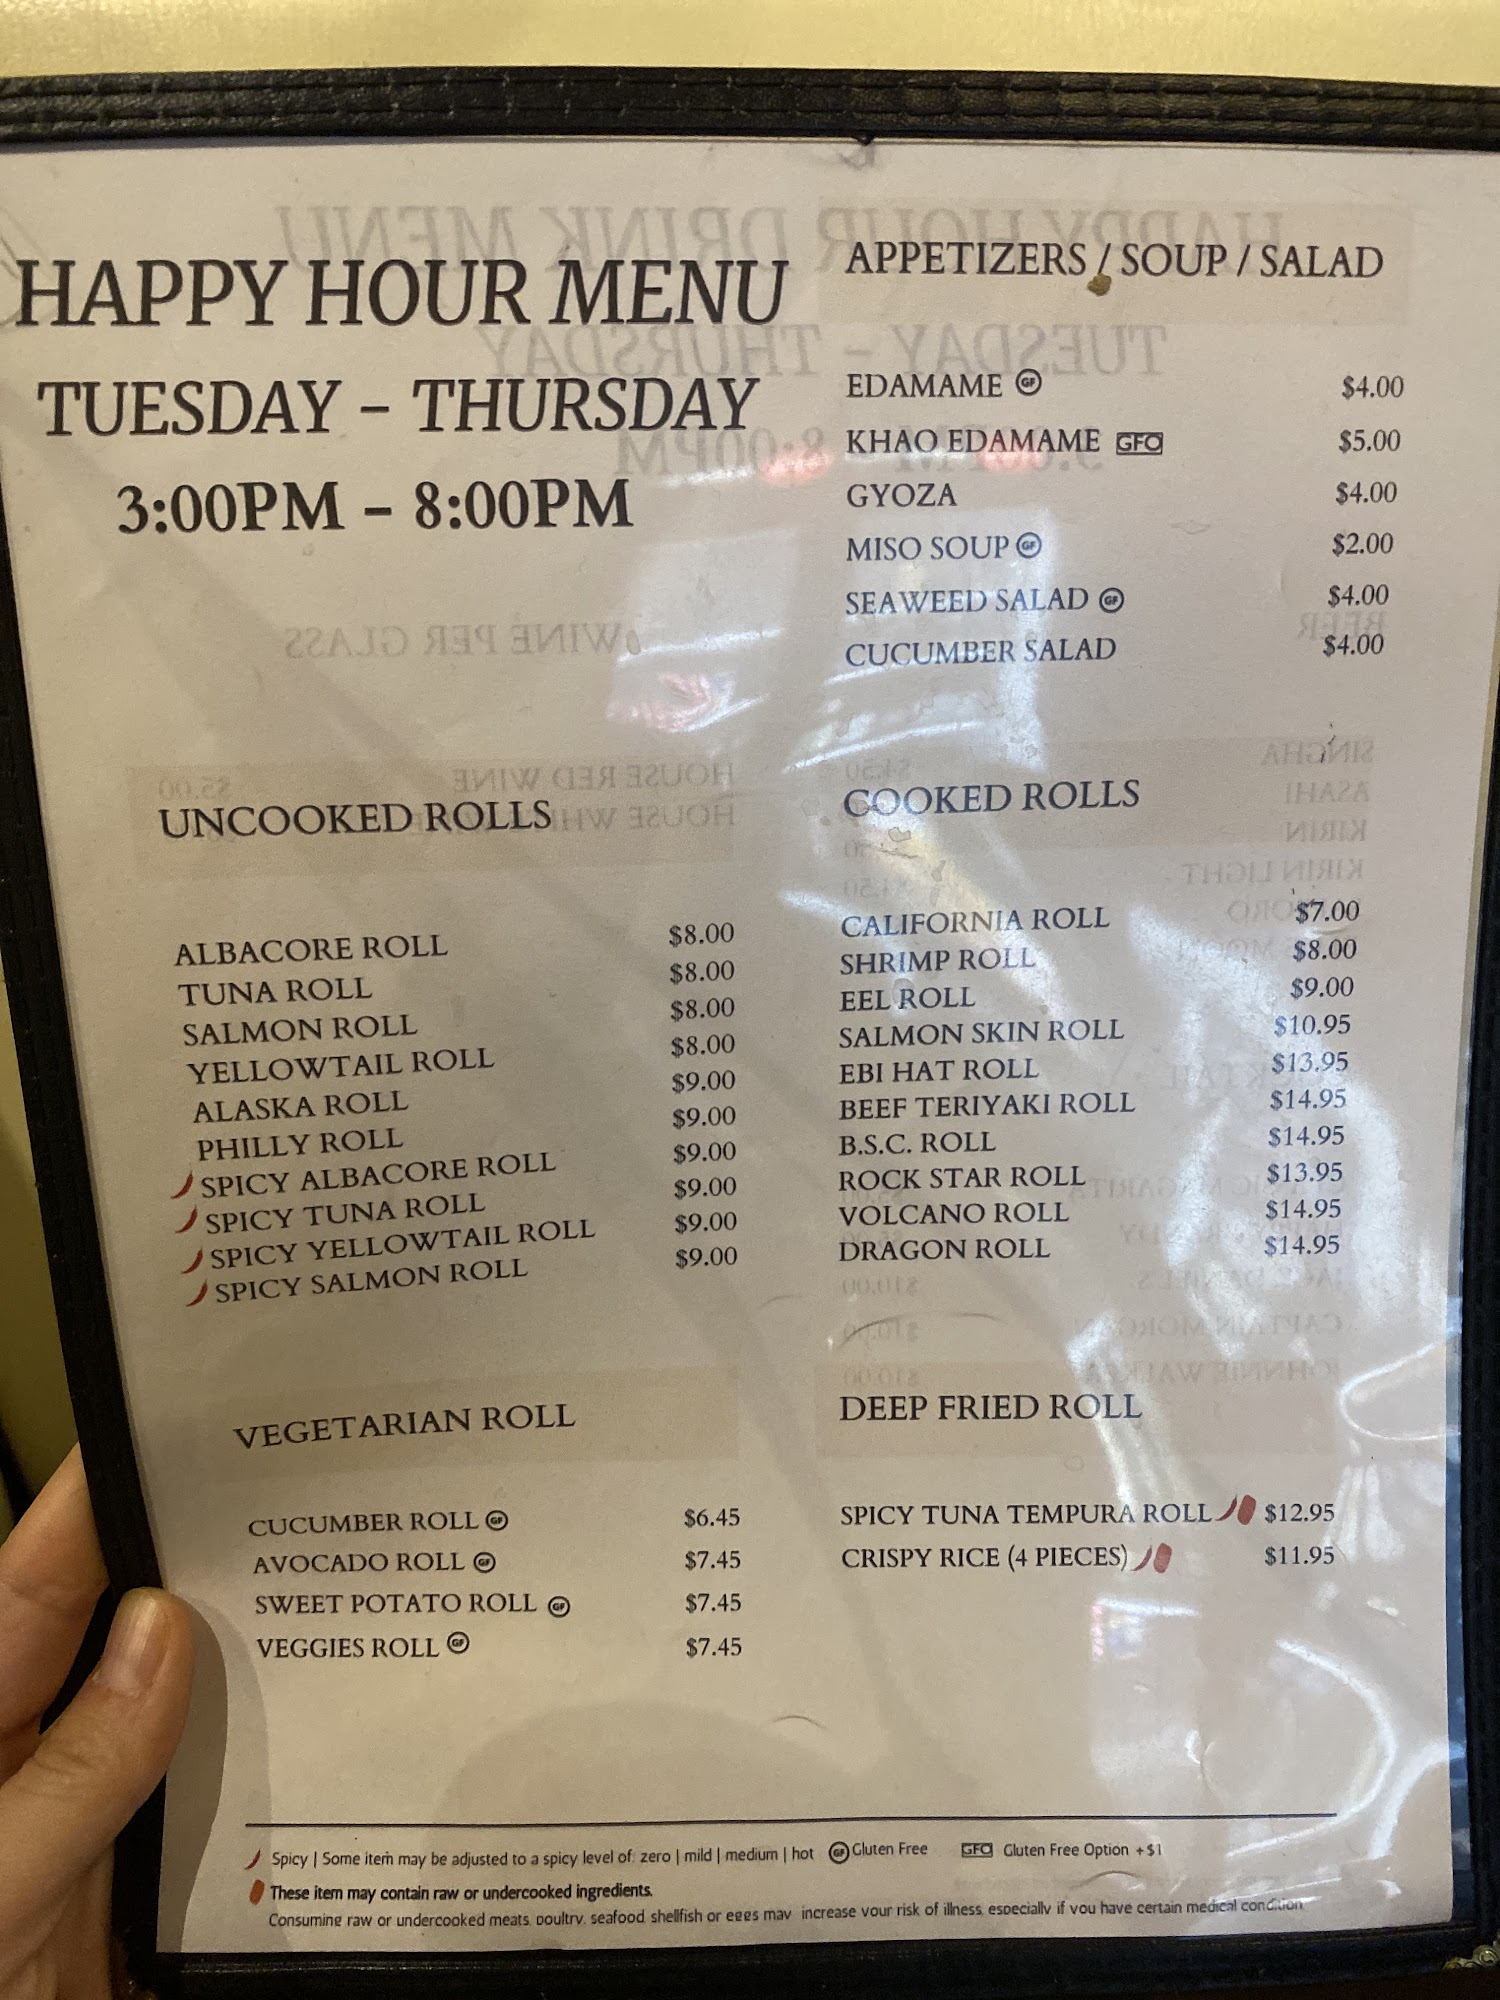 HAPPY HOUR MENU
TUESDAY – THURSDAY
3:00PM – 8:00PM
APPETIZERS / SOUP / SALAD
EDAMAME GF $4.00
KHAO EDAMAME GFO $5.00
GYOZA $4.00
MISO SOUP GF $2.00
SEAWEED SALAD GF $4.00
CUCUMBER SALAD $4.00
UNCOOKED ROLLS
ALBACORE ROLL $8.00
TUNA ROLL $8.00
SALMON ROLL $8.00
YELLOWTAIL ROLL $8.00
ALASKA ROLL $9.00
PHILLY ROLL $9.00
SPICY ALBACORE ROLL $9.00
SPICY TUNA ROLL $9.00
SPICY YELLOWTAIL ROLL $9.00
SPICY SALMON ROLL $9.00
COOKED ROLLS
CALIFORNIA ROLL $7.00
SHRIMP ROLL $8.00
EEL ROLL $9.00
SALMON SKIN ROLL $10.95
EBI HAT ROLL $13.95
BEEF TERIYAKI ROLL $14.95
B.S.C. ROLL $14.95
ROCK STAR ROLL $13.95
VOLCANO ROLL $14.95
DRAGON ROLL $14.95
VEGETARIAN ROLL
CUCUMBER ROLL GF $6.45
AVOCADO ROLL GF $7.45
SWEET POTATO ROLL GF $7.45
VEGGIES ROLL GF $7.45
DEEP FRIED ROLL
SPICY TUNA TEMPURA ROLL $12.95
CRISPY RICE (4 PIECES) $11.95
Spicy | Some item may be adjusted to a spicy level of: zero | mild | medium | hot GF Gluten Free GFO Gluten Free Option +$1
These item may contain raw or undercooked ingredients.
Consuming raw or undercooked meats, poultry, seafood, shellfish or eggs may increase your risk of illness, especially if you have certain medical condition